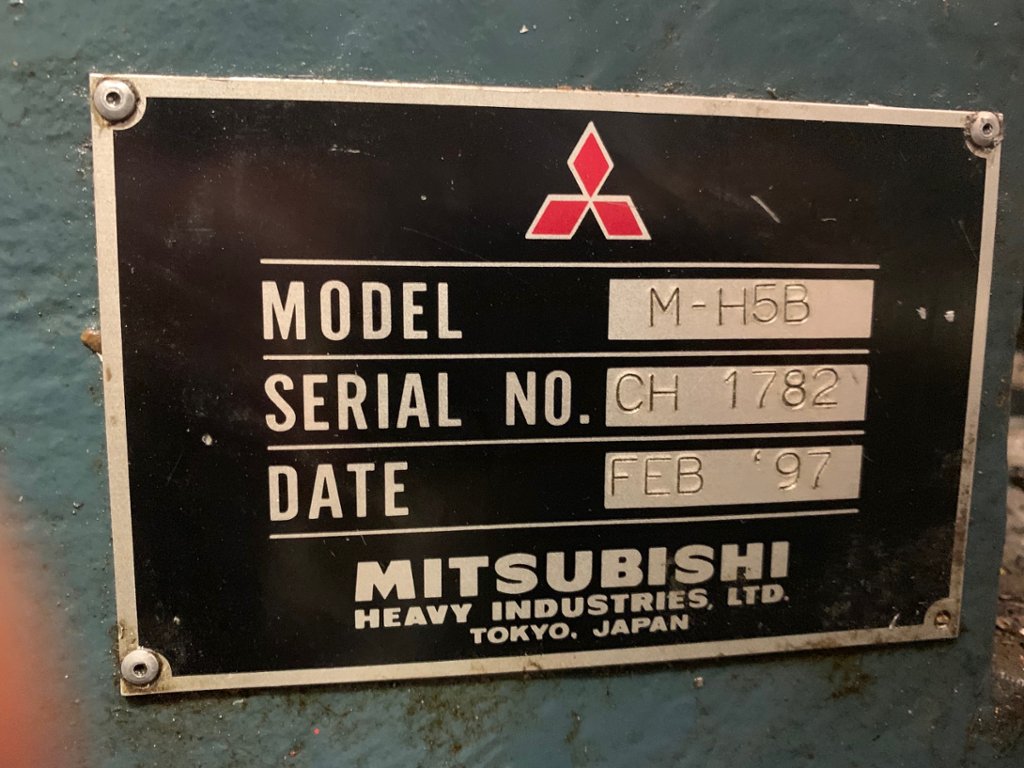 MODEL M-H5B
SERIAL NO. CH 1782
DATE FEB '97
MITSUBISHI
HEAVY INDUSTRIES, LTD.
TOKYO, JAPAN